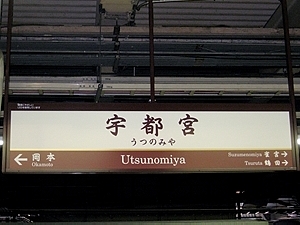 宇都宮
うつのみや
Utsunomiya
←岡本
Okamoto
Suzumenomiya 雀宮→
Tsuruta 鶴田→